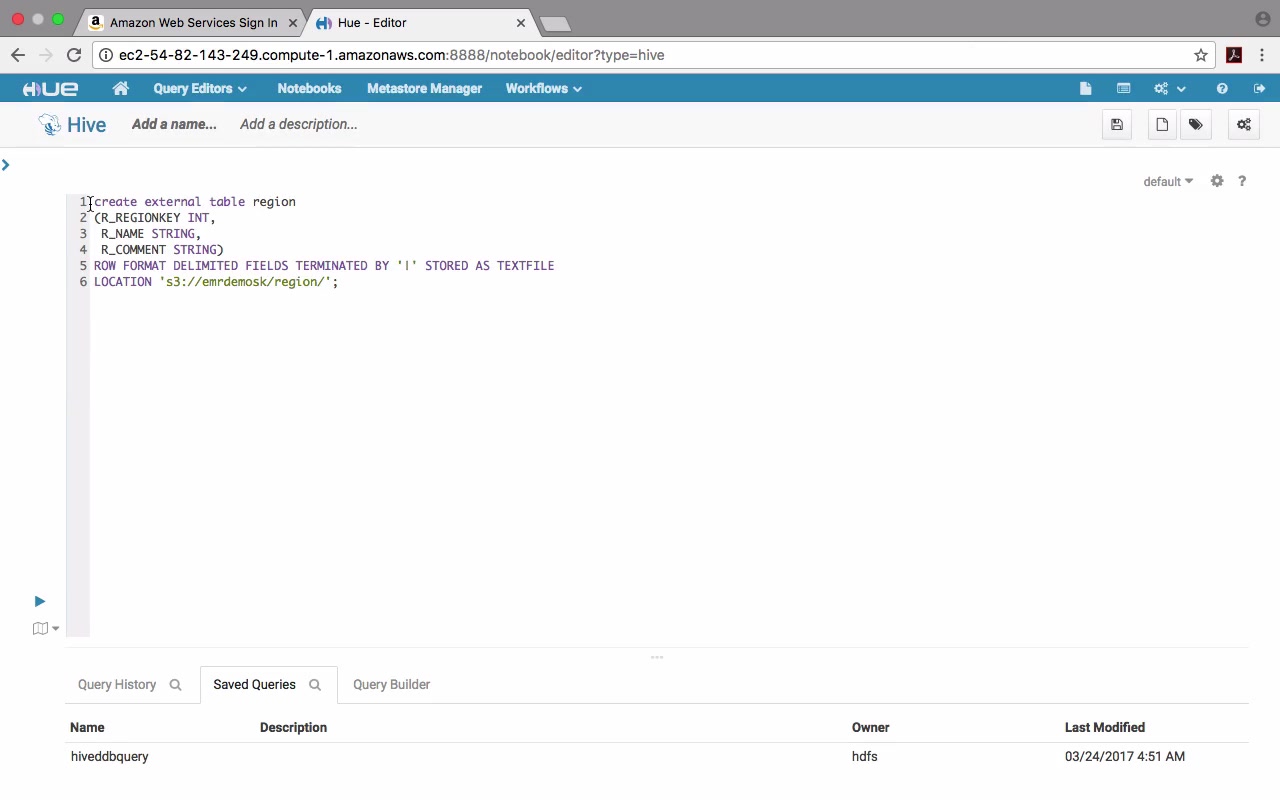 Amazon Web Services Sign In
Hue - Editor
ec2-54-82-143-249.compute-1.amazonaws.com:8888/notebook/editor?type=hive
HUE Query Editors Notebooks Metastore Manager Workflows
Hive Add a name... Add a description...
default ?
1 create external table region
2 (R_REGIONKEY INT,
3 R_NAME STRING,
4 R_COMMENT STRING)
5 ROW FORMAT DELIMITED FIELDS TERMINATED BY '|' STORED AS TEXTFILE
6 LOCATION 's3://emrdemosk/region/';
Query History Saved Queries Query Builder
Name Description Owner Last Modified
hiveddbquery hdfs 03/24/2017 4:51 AM